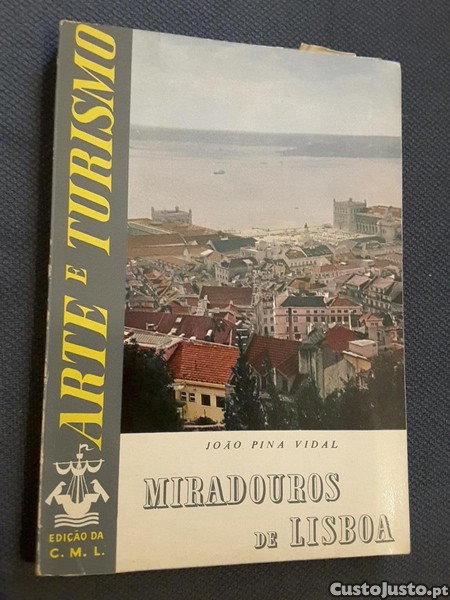 ARTE E TURISMO
EDIÇÃO DA
C. M. L.
JOÃO PINA VIDAL
MIRADOUROS
DE LISBOA
CustoJusto.pt